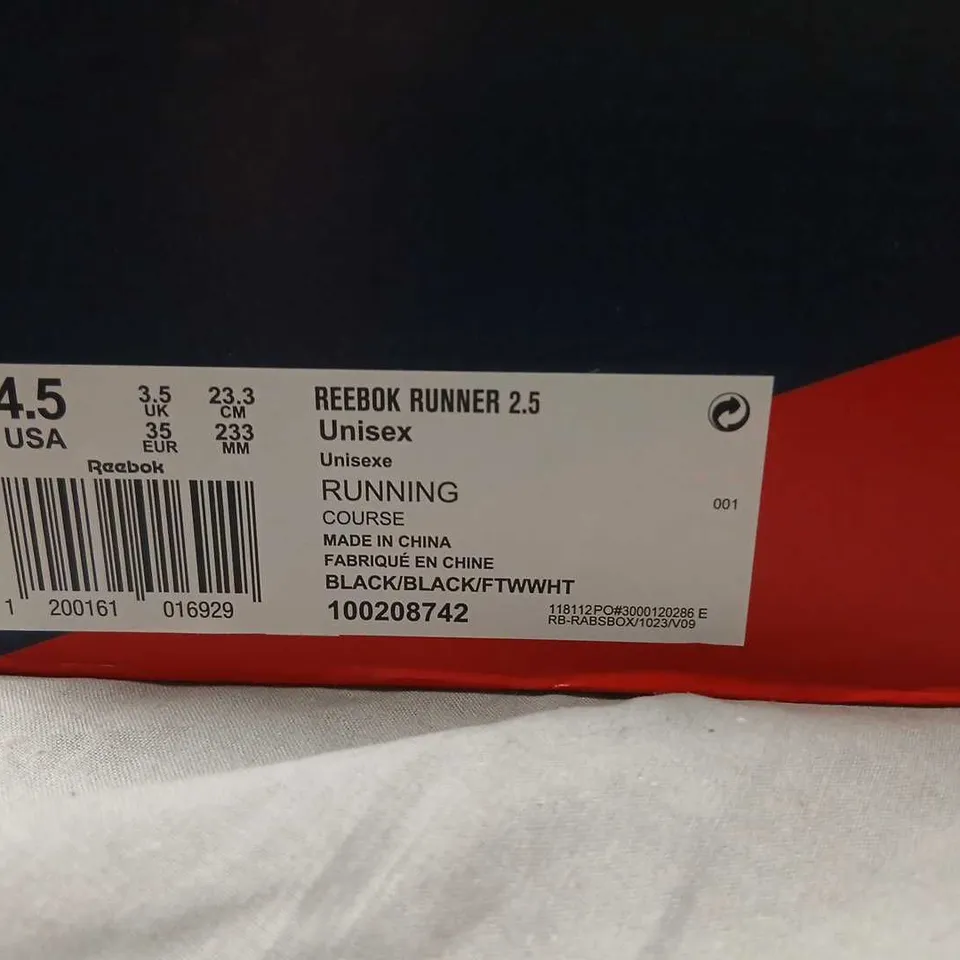 4.5
USA
3.5
UK
35
EUR
23.3
CM
233
MM
Reebok
1 200161 016929
REEBOK RUNNER 2.5
Unisex
Unisexe
RUNNING
COURSE
MADE IN CHINA
FABRIQUÉ EN CHINE
BLACK/BLACK/FTWWHT
100208742
001
118112PO#3000120286 E
RB-RABSBOX/1023/V09